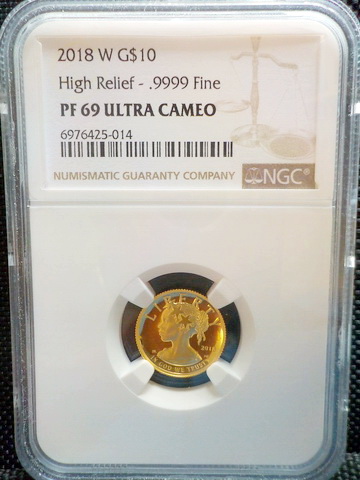 2018 W G$10
High Relief - .9999 Fine
PF 69 ULTRA CAMEO
6976425-014
NUMISMATIC GUARANTY COMPANY
NGC
LIBERTY
2018
IN GOD WE TRUST